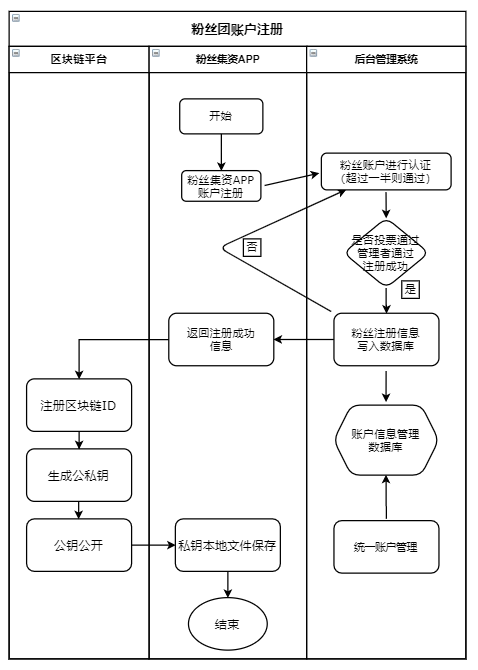 粉丝团账户注册
区块链平台
粉丝集资APP
后台管理系统
开始
粉丝集资APP
账户注册
粉丝账户进行认证
（超过一半则通过）
是否投票通过
管理者通过
注册成功
否
是
返回注册成功
信息
粉丝注册信息
写入数据库
注册区块链ID
账户信息管理
数据库
生成公私钥
公钥公开
私钥本地文件保存
统一账户管理
结束